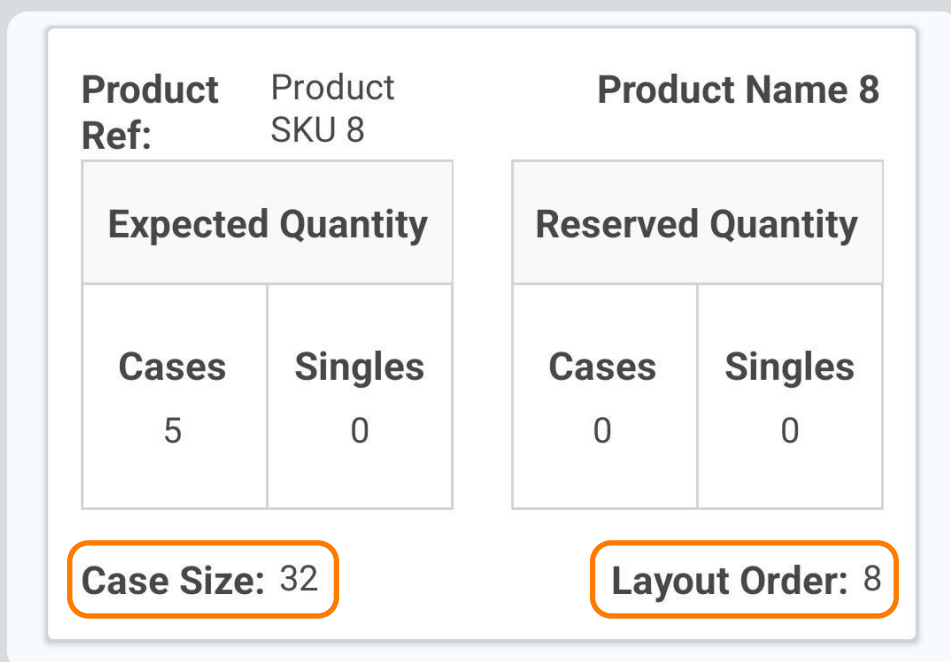 Product Ref: Product SKU 8
Product Name 8
Expected Quantity
Reserved Quantity
Cases Singles Cases Singles
5 0 0 0
Case Size: 32
Layout Order: 8